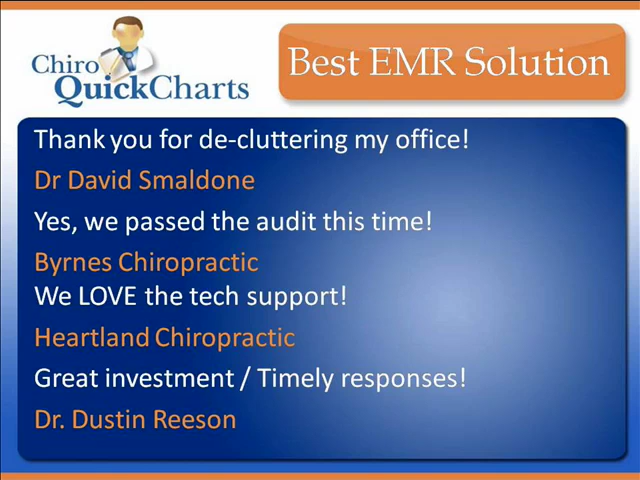 Chiro
QuickCharts
Best EMR Solution
Thank you for de-cluttering my office!
Dr David Smaldone
Yes, we passed the audit this time!
Byrnes Chiropractic
We LOVE the tech support!
Heartland Chiropractic
Great investment / Timely responses!
Dr. Dustin Reeson